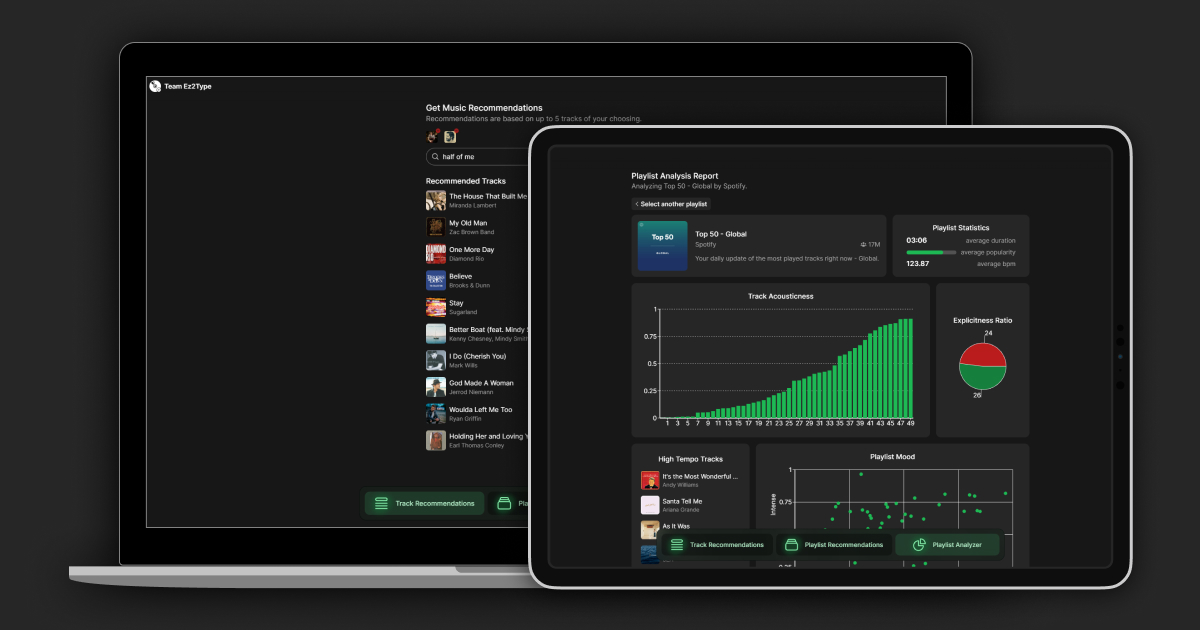 Team Ez2Type
Get Music Recommendations
Recommendations are based on up to 5 tracks of your choosing.
half of me
Recommended Tracks
The House That Built Me
Miranda Lambert
My Old Man
Zac Brown Band
One More Day
Diamond Rio
Believe
Brooks & Dunn
Stay
Sugarland
Better Boat (feat. Mindy
Kenny Chesney, Mindy Smith
I Do (Cherish You)
Mark Wills
God Made A Woman
Jerrod Niemann
Woulda Left Me Too
Ryan Griffin
Holding Her and Loving
Earl Thomas Conley
Track Recommendations
Pla
Playlist Analysis Report
Analyzing Top 50 - Global by Spotify.
Select another playlist
Top 50
Top 50 - Global
Spotify
17M
Your daily update of the most played tracks right now - Global.
Playlist Statistics
03:06 average duration
average popularity
123.87 average bpm
Track Acousticness
1
0.75
0.5
0.25
0
1 3 5 7 9 11 13 15 17 19 21 23 25 27 29 31 33 35 37 39 41 43 45 47 49
Explicitness Ratio
24
26
High Tempo Tracks
It's the Most Wonderful ...
Andy Williams
Santa Tell Me
Ariana Grande
As It Was
Playlist Mood
1
0.75
Intense
Track Recommendations
Playlist Recommendations
Playlist Analyzer